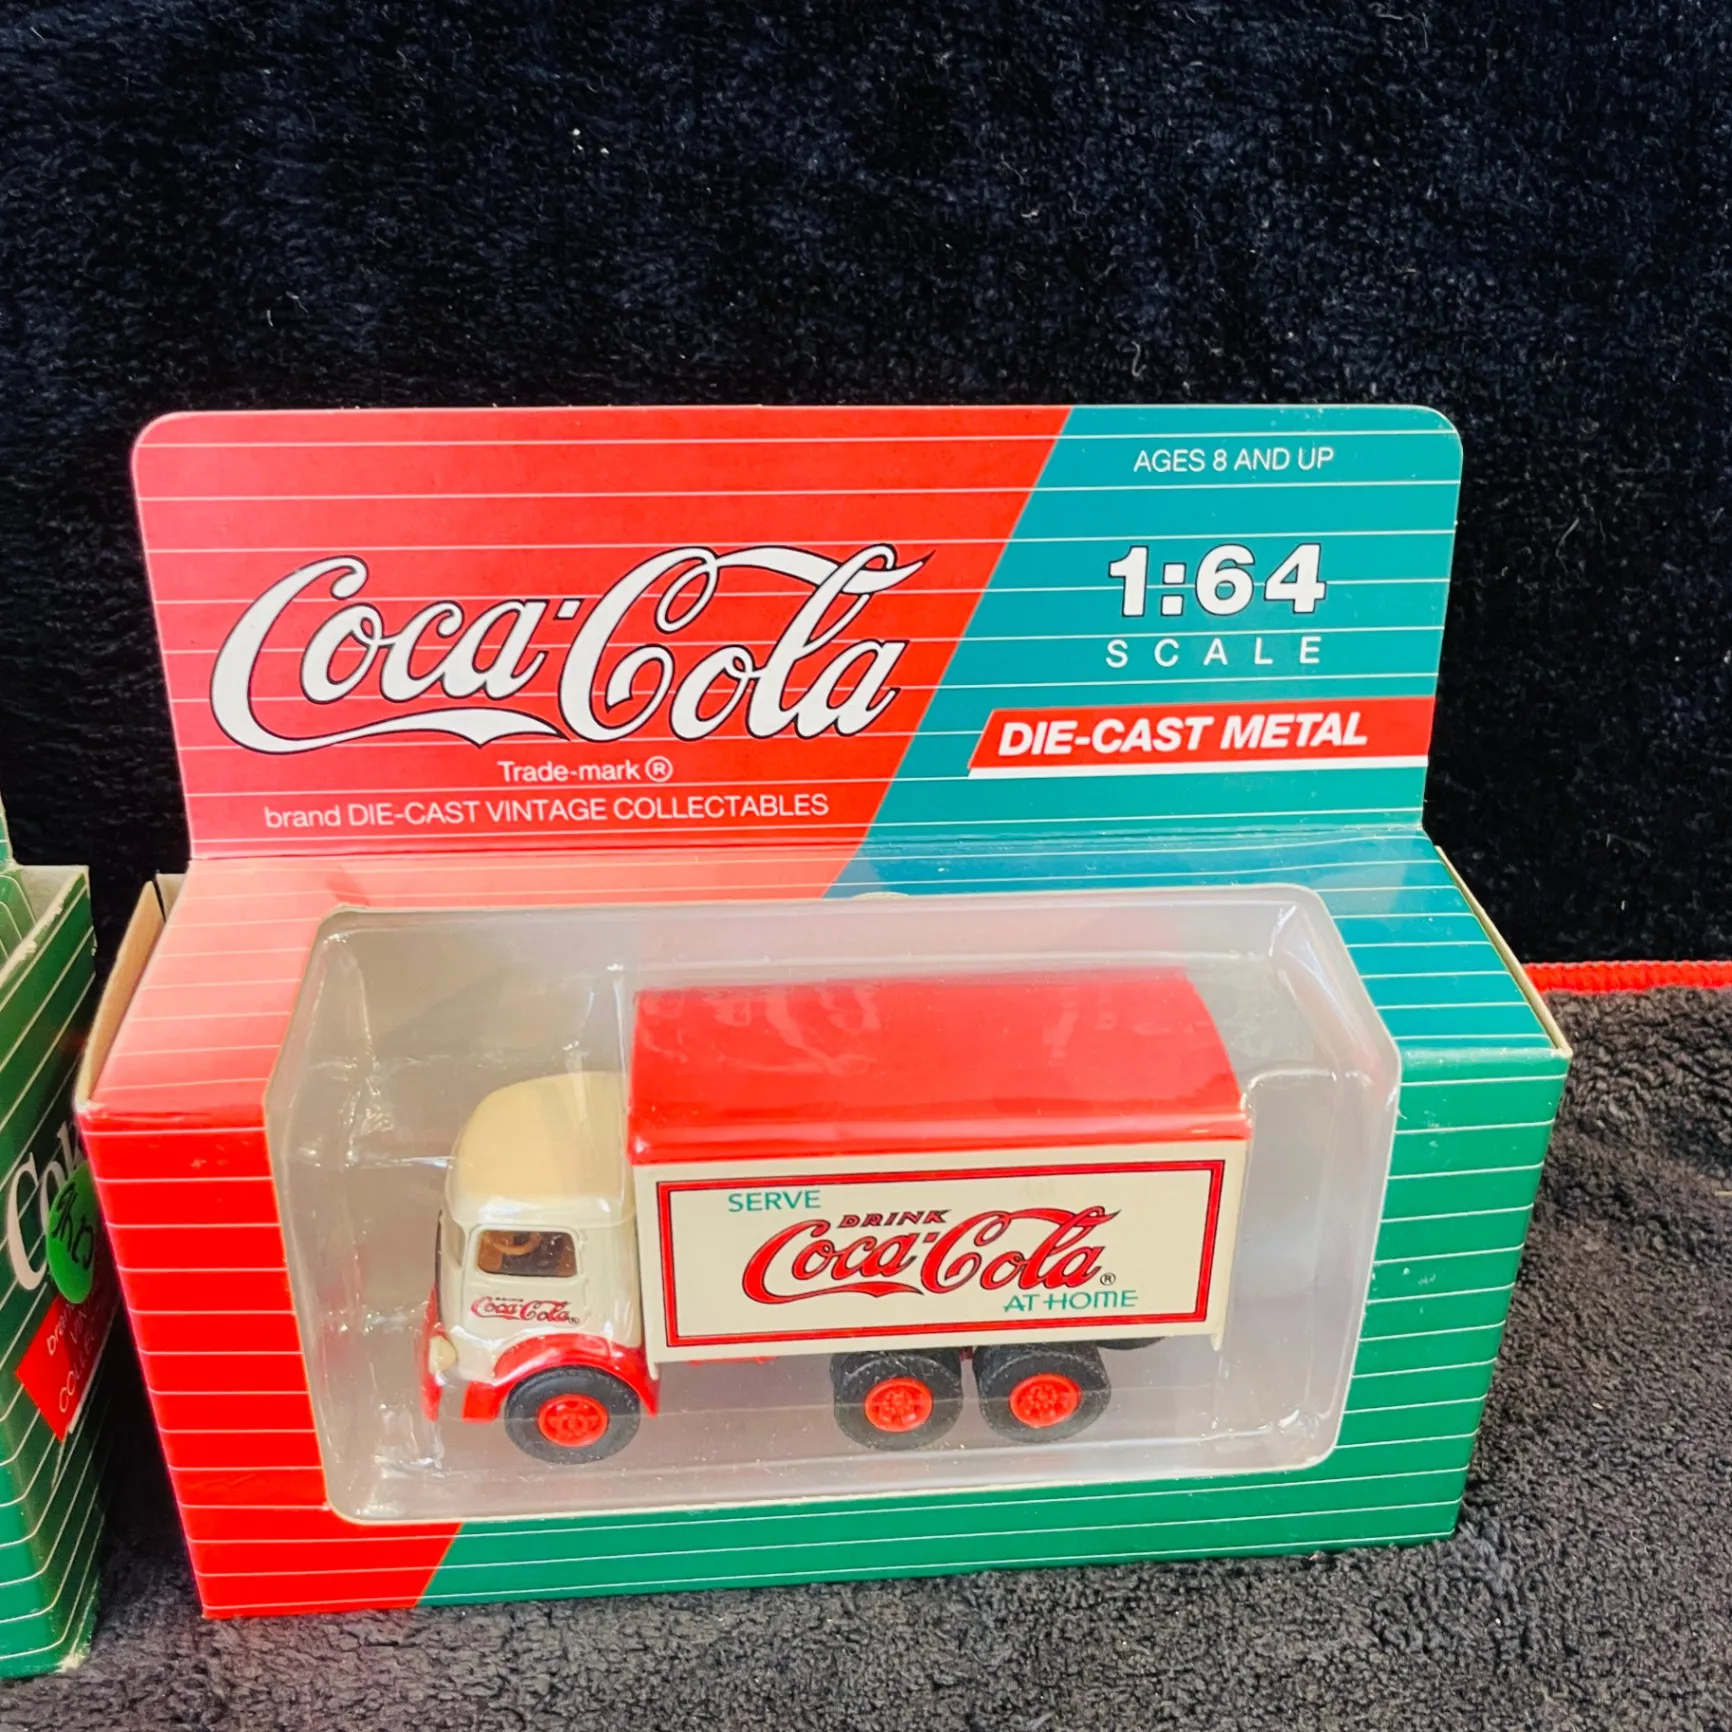 Coca-Cola
Trade-mark ®
brand DIE-CAST VINTAGE COLLECTABLES
AGES 8 AND UP
1:64
SCALE
DIE-CAST METAL
SERVE
DRINK
Coca-Cola®
AT HOME
DRINK
Coca-Cola®